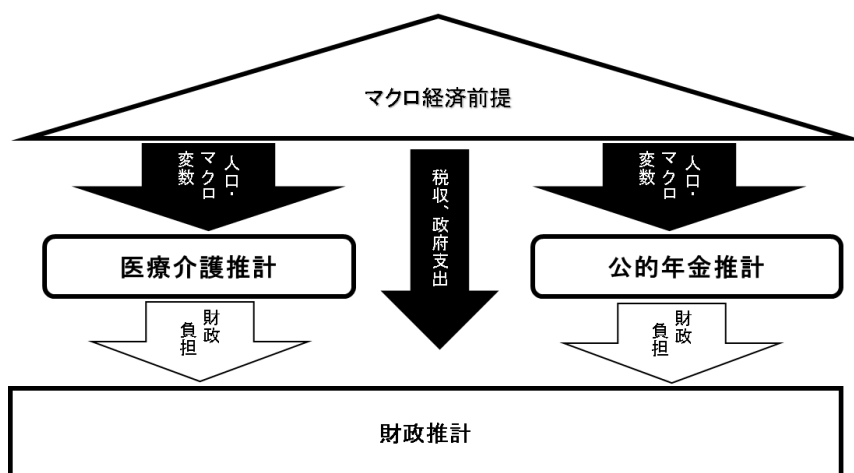 マクロ経済前提
人口・
マクロ
変数
税収、政府支出
人口・
マクロ
変数
医療介護推計
公的年金推計
財政
負担
財政
負担
財政推計